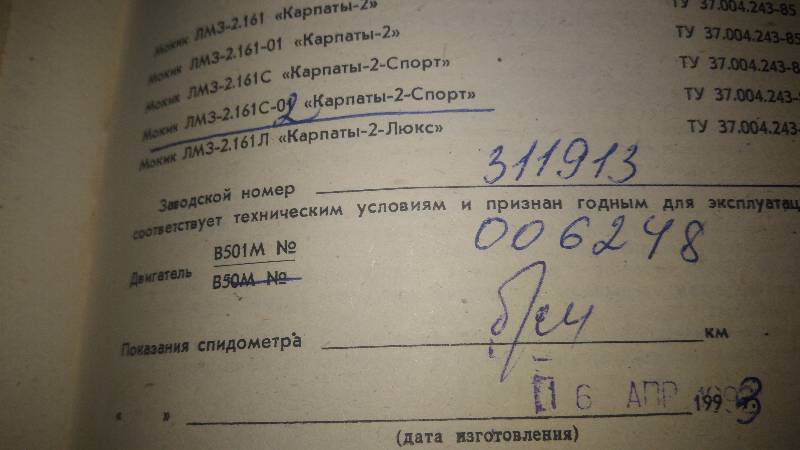 Мокик ЛМЗ-2.161 «Карпаты-2» ТУ 37.004.243-85
Мокик ЛМЗ-2.161-01 «Карпаты-2» ТУ 37.004.243-85
Мокик ЛМЗ-2.161С «Карпаты-2-Спорт» ТУ 37.004.243-8
Мокик ЛМЗ-2.161С-02 «Карпаты-2-Спорт» ТУ 37.004.243-
Мокик ЛМЗ-2.161Л «Карпаты-2-Люкс» ТУ 37.004.243-
Заводской номер 311913
соответствует техническим условиям и признан годным для эксплуатац
Двигатель В501М № 006248
В50М №
Показания спидометра км
« » 6 АПР 1993
(дата изготовления)